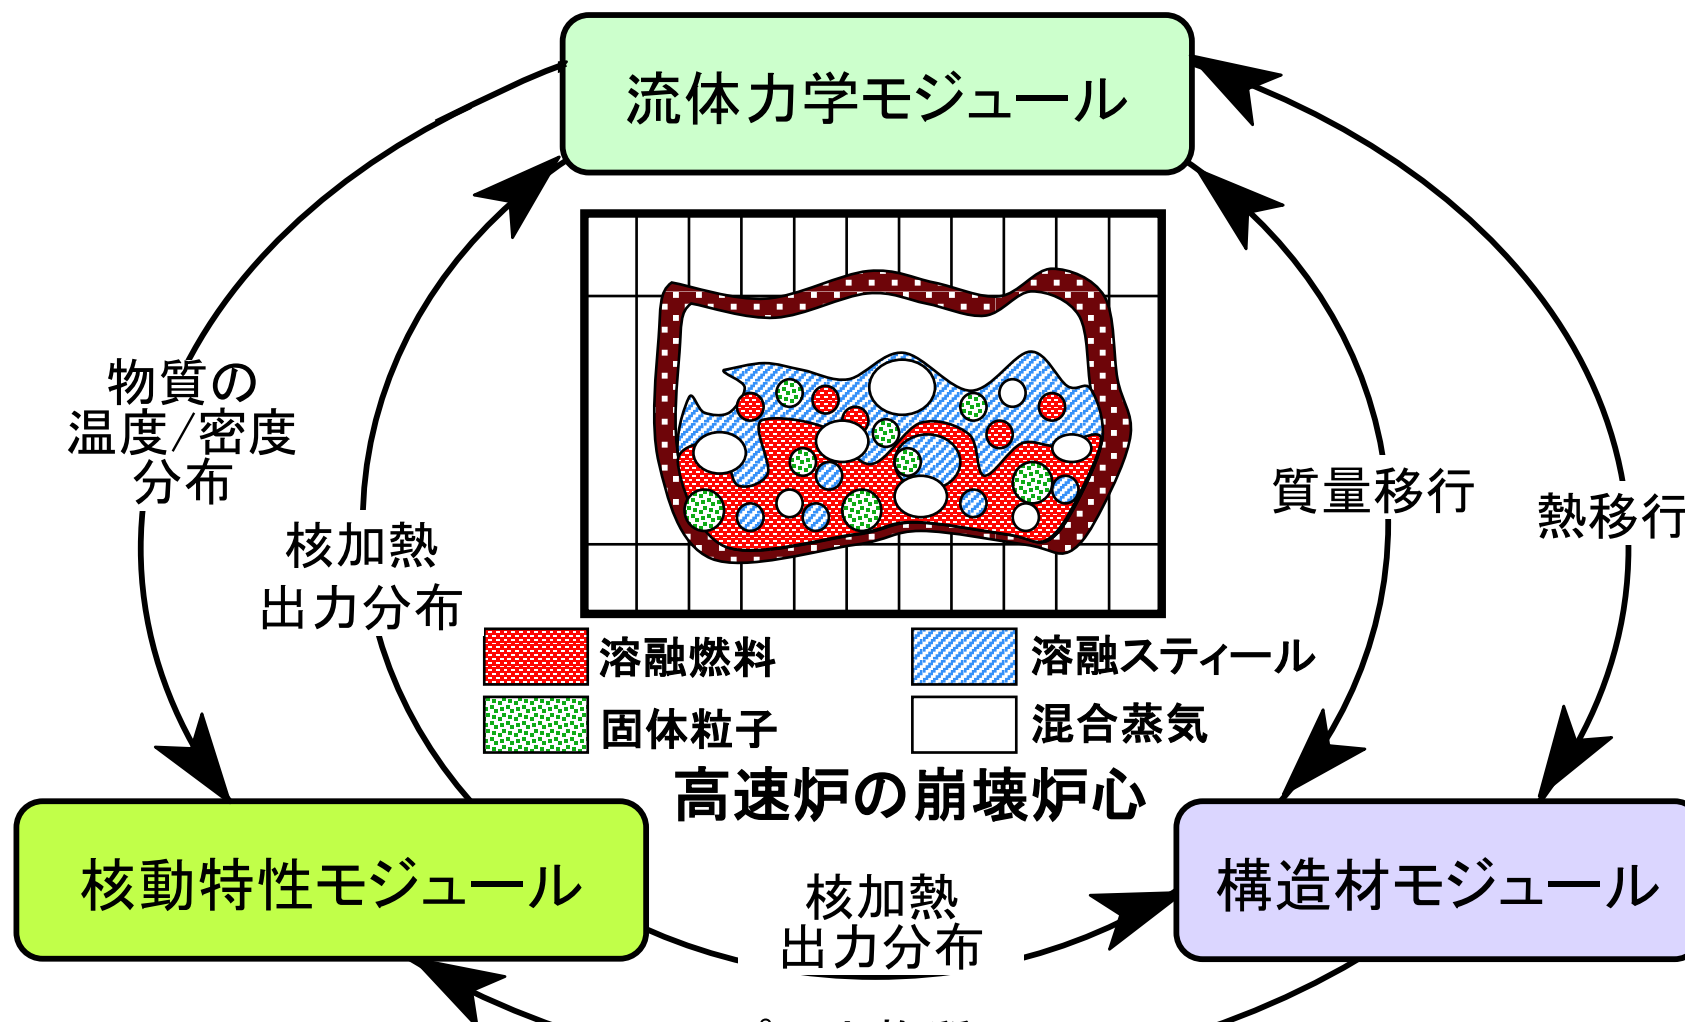 流体力学モジュール
物質の
温度/密度
分布
核加熱
出力分布
質量移行
熱移行
溶融燃料
溶融スティール
固体粒子
混合蒸気
高速炉の崩壊炉心
核動特性モジュール
構造材モジュール
核加熱
出力分布